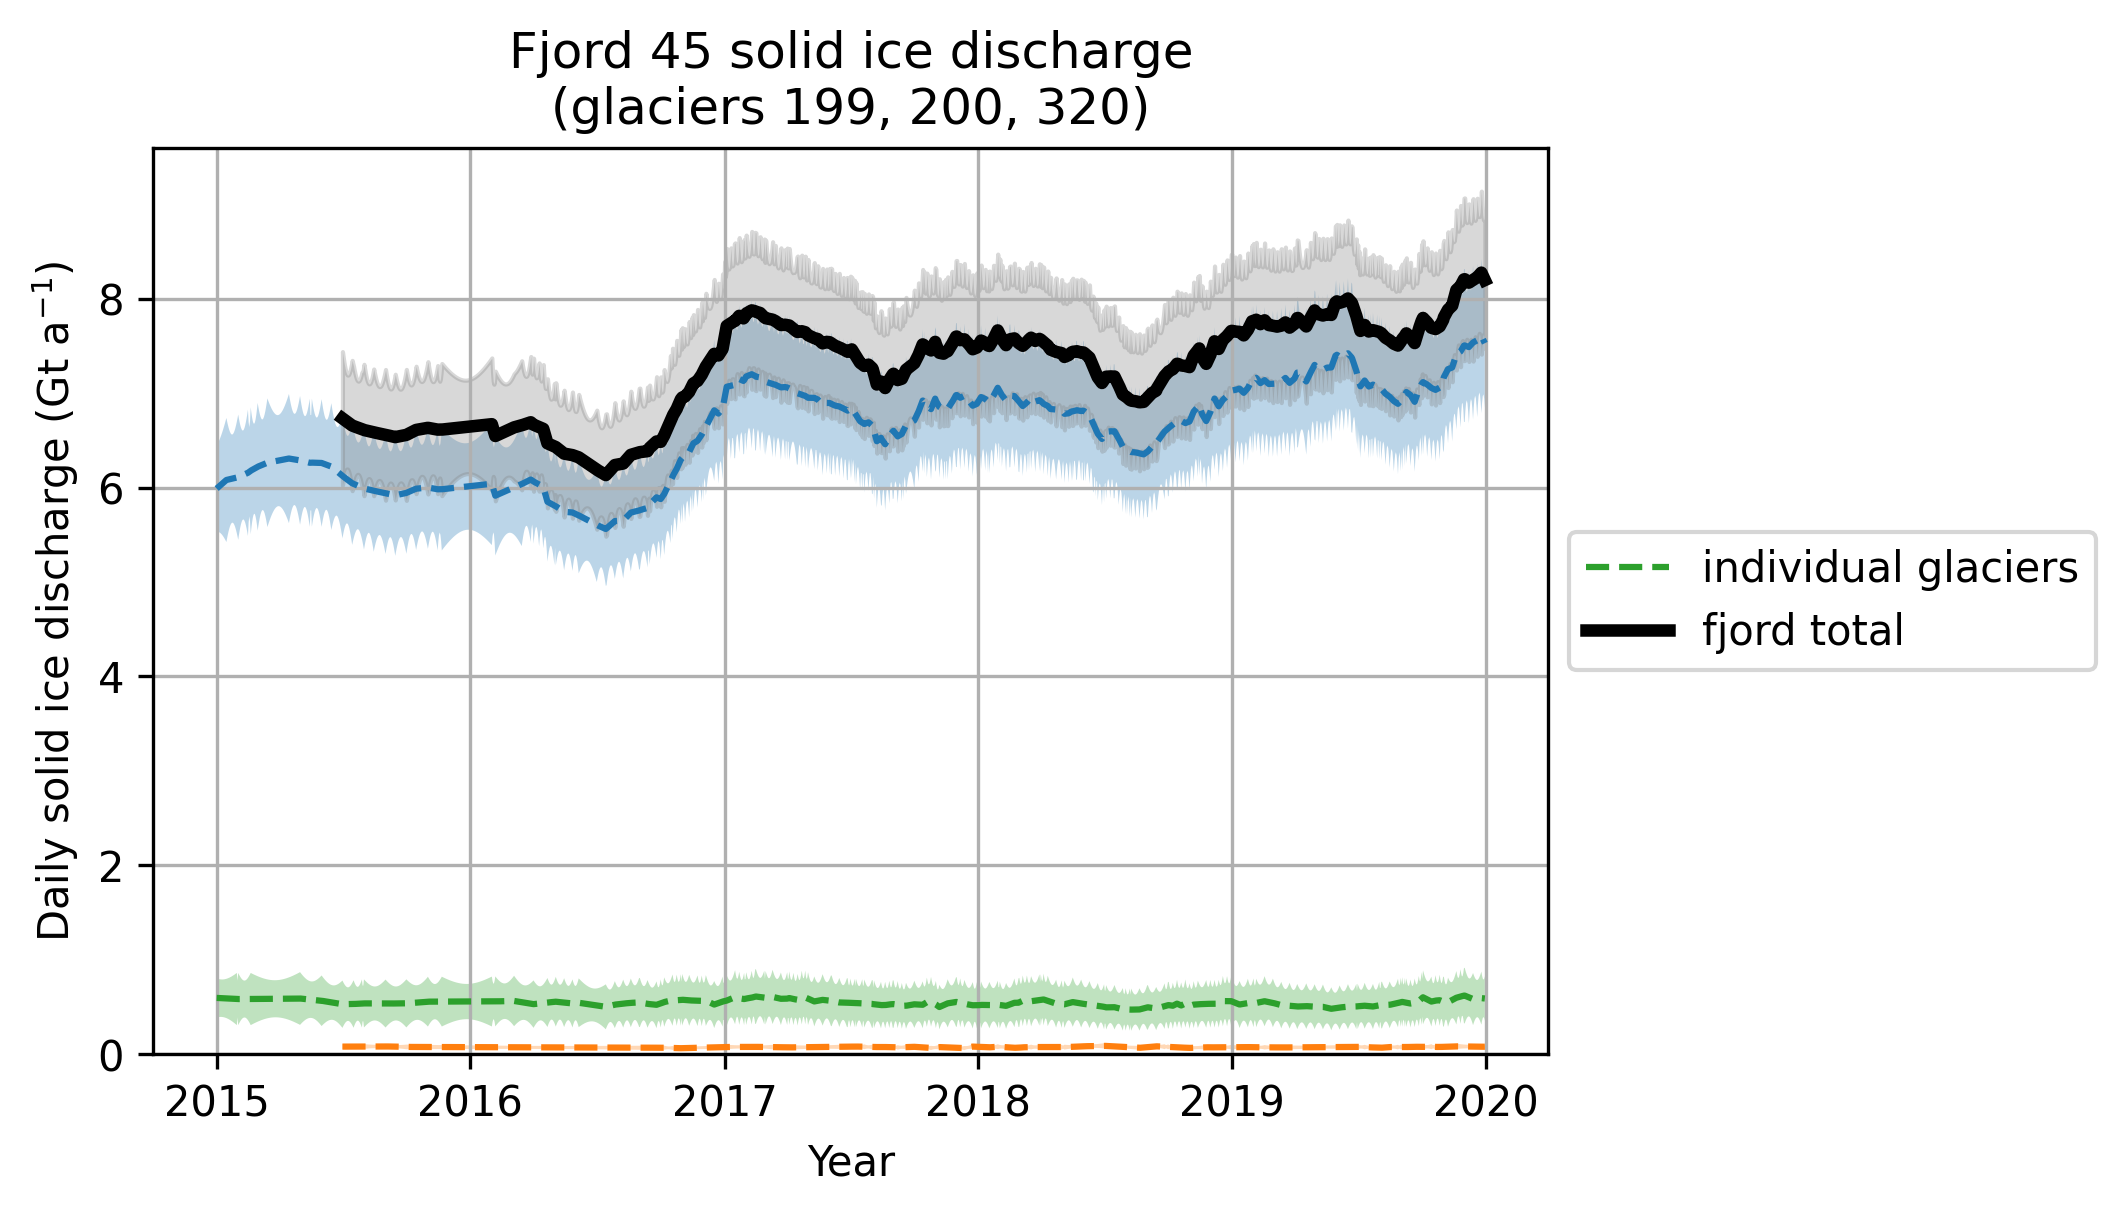 Fjord 45 solid ice discharge
(glaciers 199, 200, 320)
Daily solid ice discharge (Gt a⁻¹)
8
6
4
2
0
2015 2016 2017 2018 2019 2020
Year
individual glaciers
fjord total